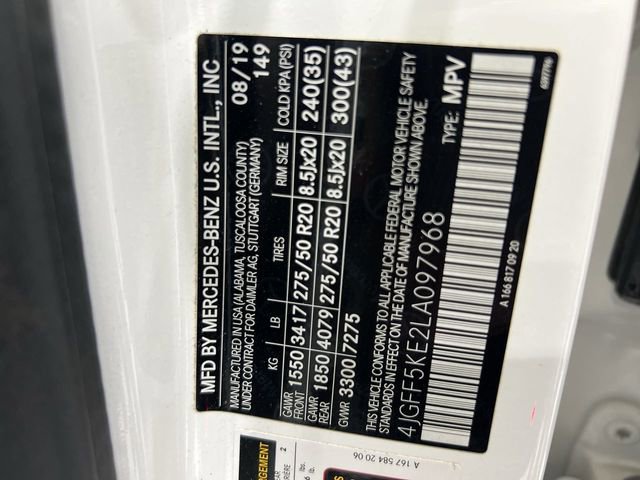 MFD BY MERCEDES-BENZ U.S. INTL., INC
MANUFACTURED IN USA (ALABAMA, TUSCALOOSA COUNTY)
UNDER CONTRACT FOR DAIMLER AG, STUTTGART (GERMANY)
08/19
149
KG LB TIRES RIM SIZE COLD KPA (PSI)
GAWR FRONT 1550 3417 275/50 R20 8.5Jx20 240(35)
GAWR REAR 1850 4079 275/50 R20 8.5Jx20 300(43)
GVWR 3300 7275
THIS VEHICLE CONFORMS TO ALL APPLICABLE FEDERAL MOTOR VEHICLE SAFETY
STANDARDS IN EFFECT ON THE DATE OF MANUFACTURE SHOWN ABOVE.
4JGFF5KE2LA097968 TYPE: MPV
A 166 817 09 20
A 167 584 20 06
2